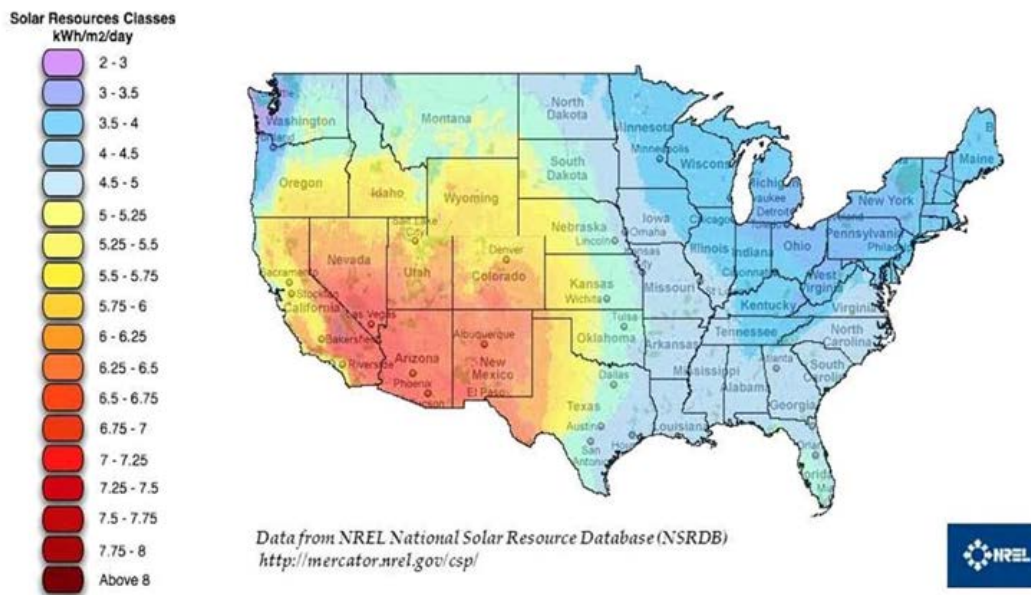 Solar Resources Classes
kWh/m2/day
2 - 3
3 - 3.5
3.5 - 4
4 - 4.5
4.5 - 5
5 - 5.25
5.25 - 5.5
5.5 - 5.75
5.75 - 6
6 - 6.25
6.25 - 6.5
6.5 - 6.75
6.75 - 7
7 - 7.25
7.25 - 7.5
7.5 - 7.75
7.75 - 8
Above 8
Washington
Montana
North
Dakota
Minnesota
Minneapolis
Wisconsin
Michigan
Detroit
New York
Maine
Oregon
Idaho
Wyoming
South
Dakota
Iowa
Chicago
Pennsylvania
Salt Lake
City
Nebraska
Lincoln
Omaha
Illinois
Indiana
Ohio
Nevada
Utah
Denver
Colorado
Kansas
Wichita
Missouri
Cincinnati
West
Virginia
Virginia
Kentucky
Sacramento
Stockton
California
Las Vegas
Bakersfield
Riverside
Arizona
Phoenix
Albuquerque
New
Mexico
El Paso
Tulsa
Oklahoma
Arkansas
Tennessee
North
Carolina
South
Carolina
Atlanta
Georgia
Alabama
Mississippi
Dallas
Texas
Austin
San
Antonio
Louisiana
Data from NREL National Solar Resource Database (NSRDB)
http://mercator.nrel.gov/csp/
NREL